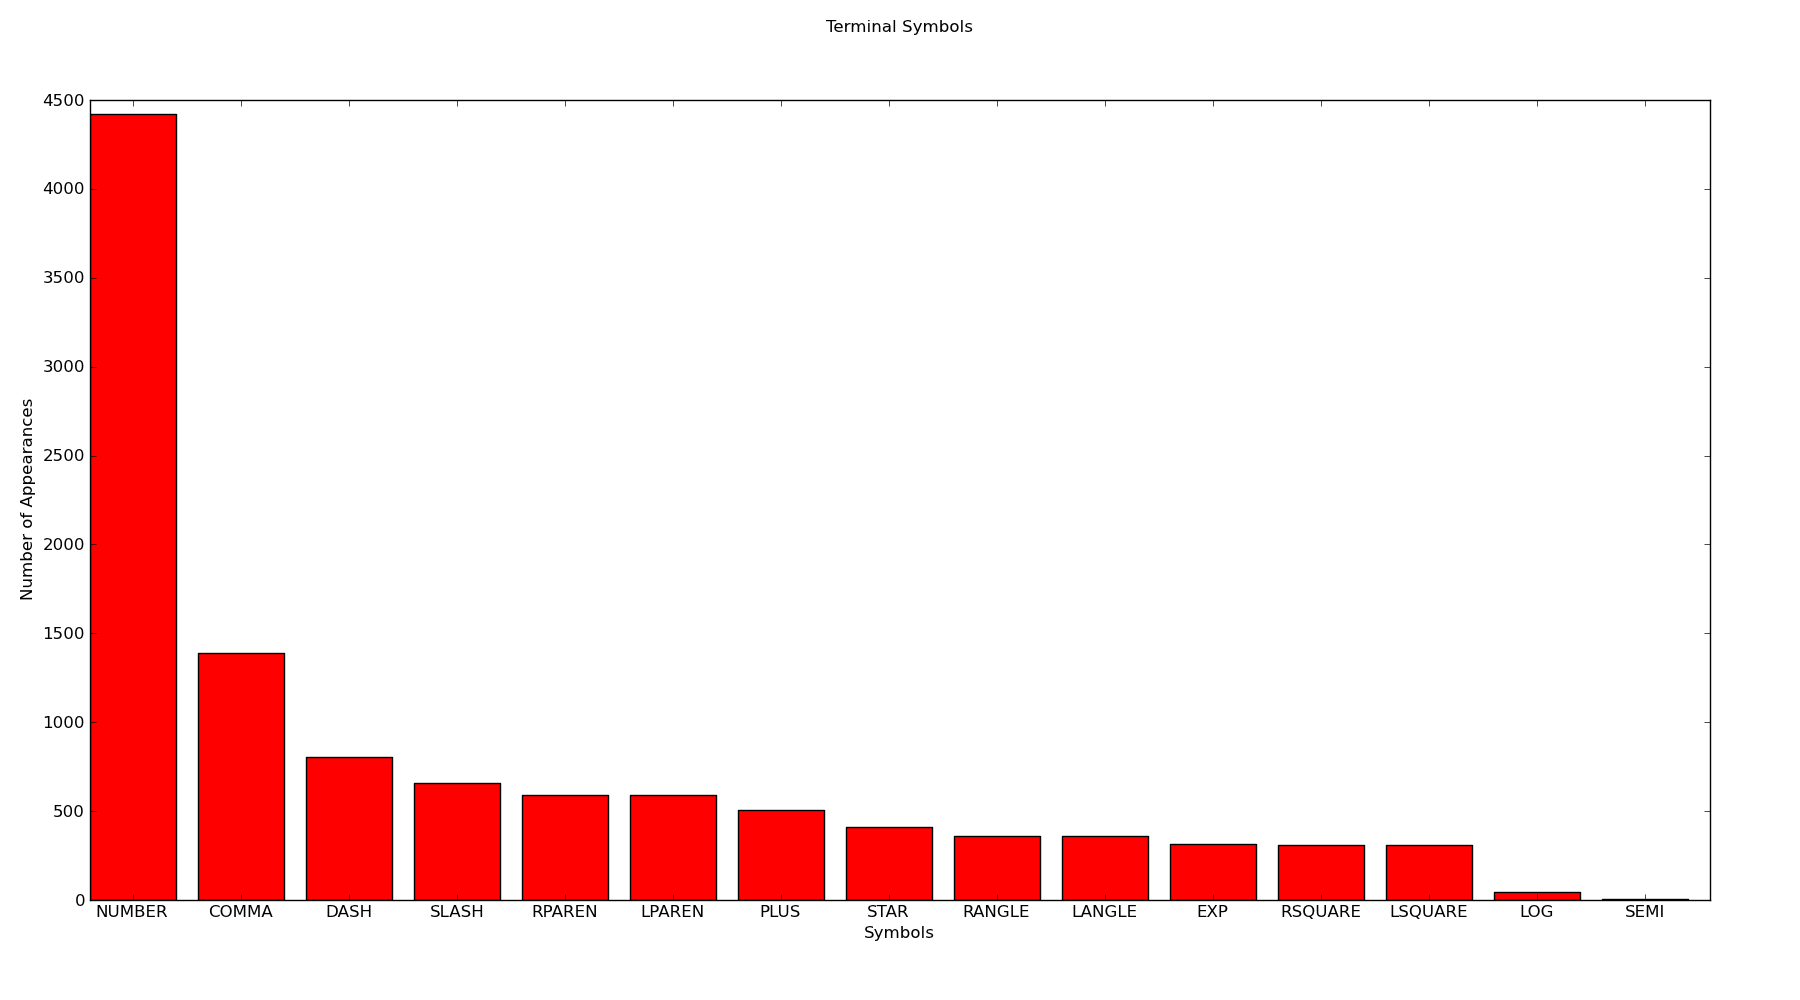 Terminal Symbols
4500
4000
3500
3000
2500
2000
1500
1000
500
0
Number of Appearances
NUMBER COMMA DASH SLASH RPAREN LPAREN PLUS STAR RANGLE LANGLE EXP RSQUARE LSQUARE LOG SEMI
Symbols